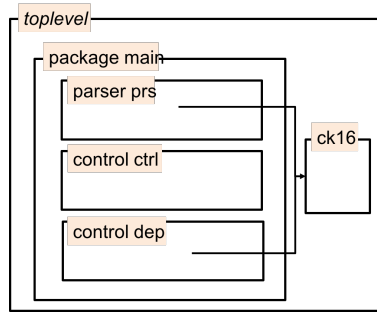 toplevel
package main
parser prs
ck16
control ctrl
control dep